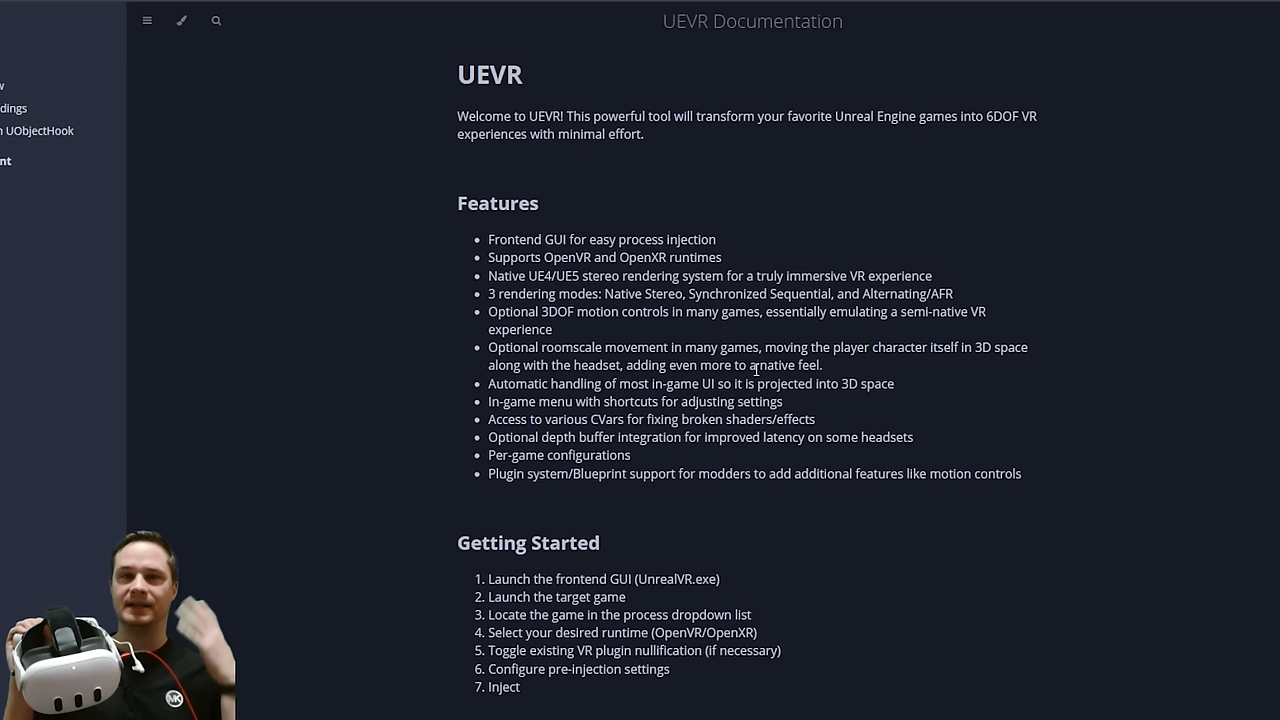 UEVR Documentation
w
dings
n UObjectHook
nt
UEVR
Welcome to UEVR! This powerful tool will transform your favorite Unreal Engine games into 6DOF VR
experiences with minimal effort.
Features
• Frontend GUI for easy process injection
• Supports OpenVR and OpenXR runtimes
• Native UE4/UE5 stereo rendering system for a truly immersive VR experience
• 3 rendering modes: Native Stereo, Synchronized Sequential, and Alternating/AFR
• Optional 3DOF motion controls in many games, essentially emulating a semi-native VR
experience
• Optional roomscale movement in many games, moving the player character itself in 3D space
along with the headset, adding even more to a native feel.
• Automatic handling of most in-game UI so it is projected into 3D space
• In-game menu with shortcuts for adjusting settings
• Access to various CVars for fixing broken shaders/effects
• Optional depth buffer integration for improved latency on some headsets
• Per-game configurations
• Plugin system/Blueprint support for modders to add additional features like motion controls
Getting Started
1. Launch the frontend GUI (UnrealVR.exe)
2. Launch the target game
3. Locate the game in the process dropdown list
4. Select your desired runtime (OpenVR/OpenXR)
5. Toggle existing VR plugin nullification (if necessary)
6. Configure pre-injection settings
7. Inject
MK